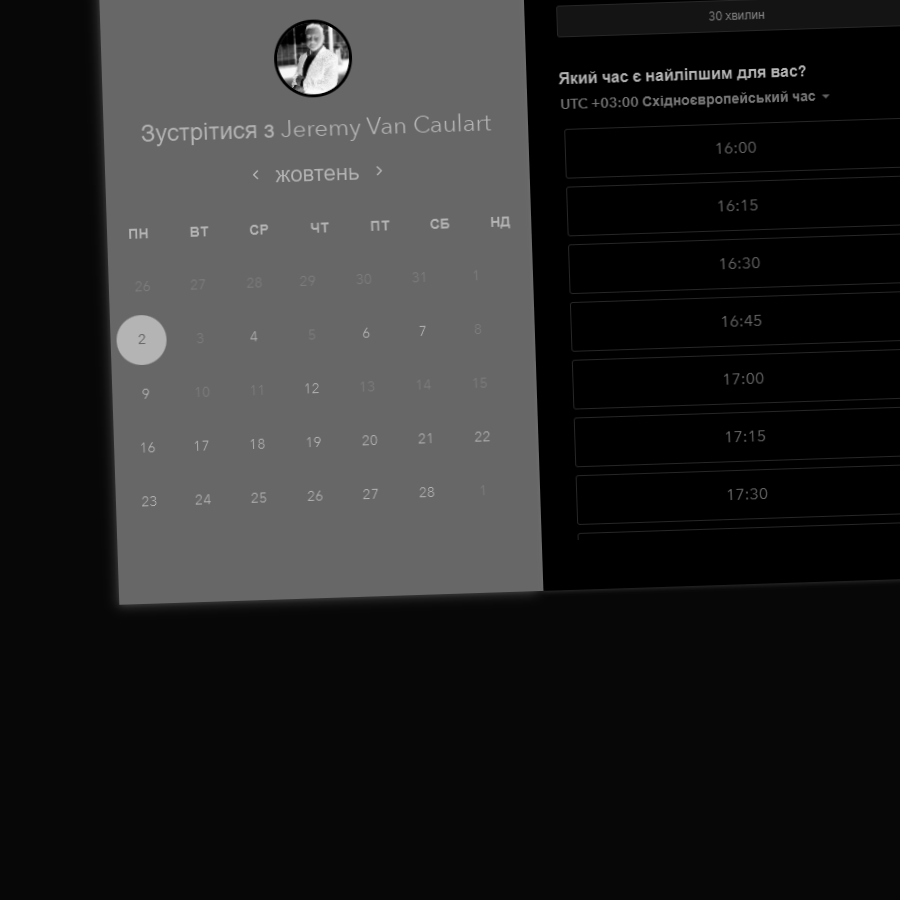 Зустрітися з Jeremy Van Caulart
жовтень
ПН ВТ СР ЧТ ПТ СБ НД
26 27 28 29 30 31 1
2 3 4 5 6 7 8
9 10 11 12 13 14 15
16 17 18 19 20 21 22
23 24 25 26 27 28 1
30 хвилин
Який час є найліпшим для вас?
UTC +03:00 Східноєвропейський час
16:00
16:15
16:30
16:45
17:00
17:15
17:30